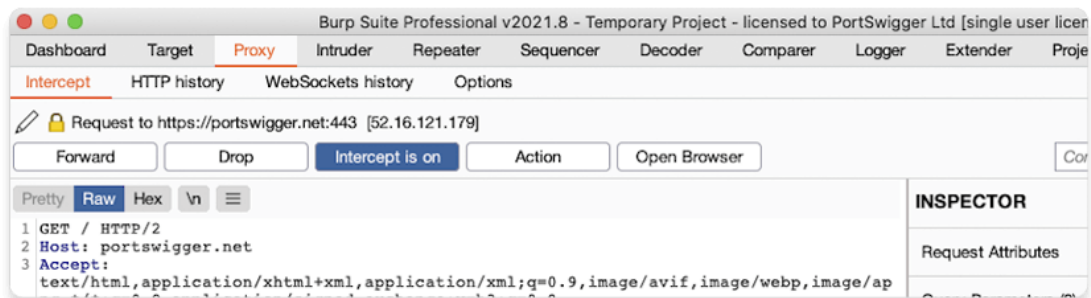 Burp Suite Professional v2021.8 - Temporary Project - licensed to PortSwigger Ltd [single user licen
Dashboard Target Proxy Intruder Repeater Sequencer Decoder Comparer Logger Extender Proje
Intercept HTTP history WebSockets history Options
Request to https://portswigger.net:443 [52.16.121.179]
Forward Drop Intercept is on Action Open Browser Cor
Pretty Raw Hex \n
INSPECTOR
1 GET / HTTP/2
2 Host: portswigger.net
3 Accept:
text/html,application/xhtml+xml,application/xml;q=0.9,image/avif,image/webp,image/ap
Request Attributes